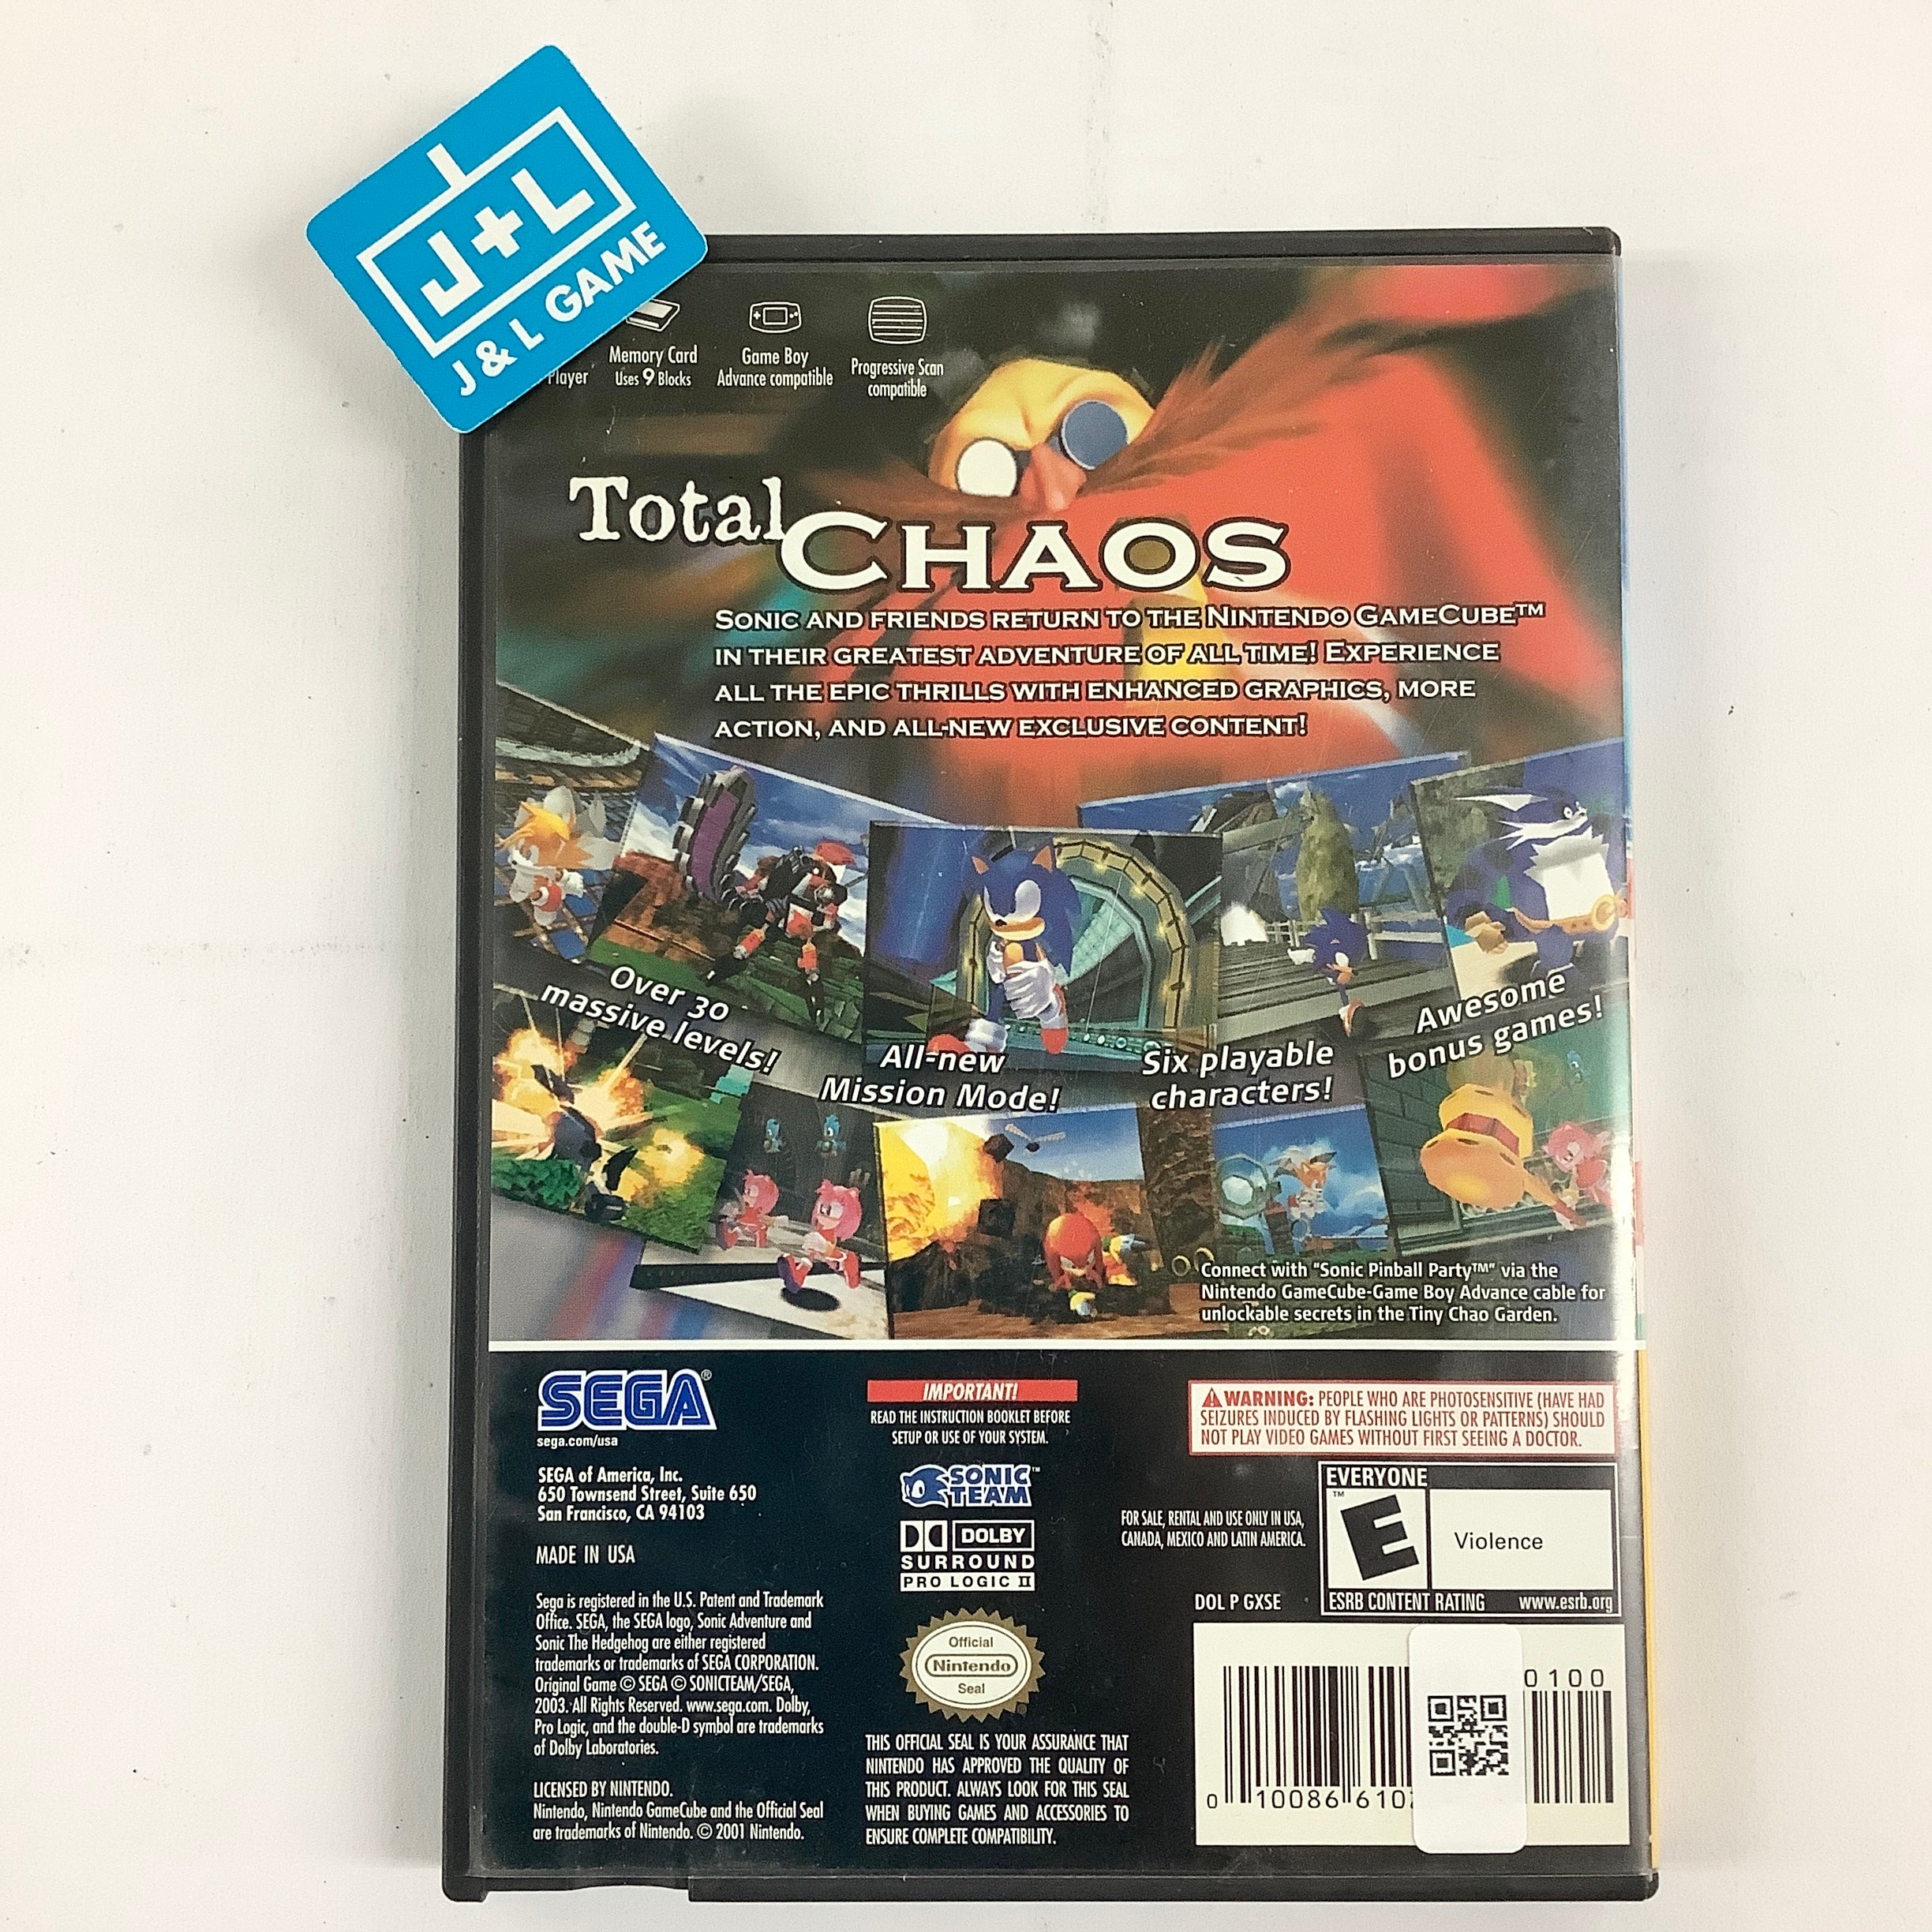 J+L
J & L GAME
Player
Memory Card
Uses 9 Blocks
Game Boy
Advance compatible
Progressive Scan
compatible
Total
CHAOS
SONIC AND FRIENDS RETURN TO THE NINTENDO GAMECUBE™
IN THEIR GREATEST ADVENTURE OF ALL TIME! EXPERIENCE
ALL THE EPIC THRILLS WITH ENHANCED GRAPHICS, MORE
ACTION, AND ALL-NEW EXCLUSIVE CONTENT!
Over 30
massive levels!
All-new
Mission Mode!
Six playable
characters!
Awesome
bonus games!
Connect with "Sonic Pinball Party™" via the
Nintendo GameCube-Game Boy Advance cable for
unlockable secrets in the Tiny Chao Garden.
SEGA®
sega.com/usa
SEGA of America, Inc.
650 Townsend Street, Suite 650
San Francisco, CA 94103
MADE IN USA
Sega is registered in the U.S. Patent and Trademark
Office. SEGA, the SEGA logo, Sonic Adventure and
Sonic The Hedgehog are either registered
trademarks or trademarks of SEGA CORPORATION.
Original Game © SEGA © SONICTEAM/SEGA,
2003. All Rights Reserved. www.sega.com. Dolby,
Pro Logic, and the double-D symbol are trademarks
of Dolby Laboratories.
LICENSED BY NINTENDO.
Nintendo, Nintendo GameCube and the Official Seal
are trademarks of Nintendo. © 2001 Nintendo.
IMPORTANT!
READ THE INSTRUCTION BOOKLET BEFORE
SETUP OR USE OF YOUR SYSTEM.
SONIC™
TEAM
DOLBY
SURROUND
PRO LOGIC II
Official
Nintendo
Seal
THIS OFFICIAL SEAL IS YOUR ASSURANCE THAT
NINTENDO HAS APPROVED THE QUALITY OF
THIS PRODUCT. ALWAYS LOOK FOR THIS SEAL
WHEN BUYING GAMES AND ACCESSORIES TO
ENSURE COMPLETE COMPATIBILITY.
WARNING: PEOPLE WHO ARE PHOTOSENSITIVE (HAVE HAD
SEIZURES INDUCED BY FLASHING LIGHTS OR PATTERNS) SHOULD
NOT PLAY VIDEO GAMES WITHOUT FIRST SEEING A DOCTOR.
FOR SALE, RENTAL AND USE ONLY IN USA,
CANADA, MEXICO AND LATIN AMERICA.
EVERYONE
™
E
Violence
ESRB CONTENT RATING www.esrb.org
DOL P GXSE
0100
0 10086 610